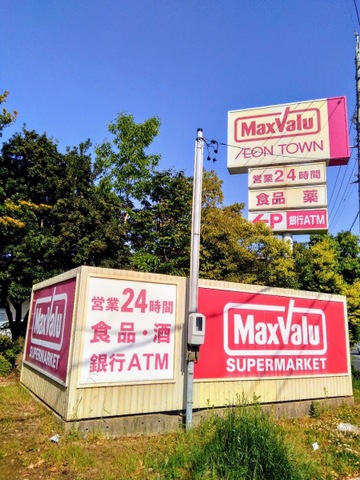 MaxValu
ÆON TOWN
営業24時間
食品 薬
P 銀行ATM
MaxValu
SUPERMARKET
営業24時間
食品・酒
銀行ATM
MaxValu
SUPERMARKET